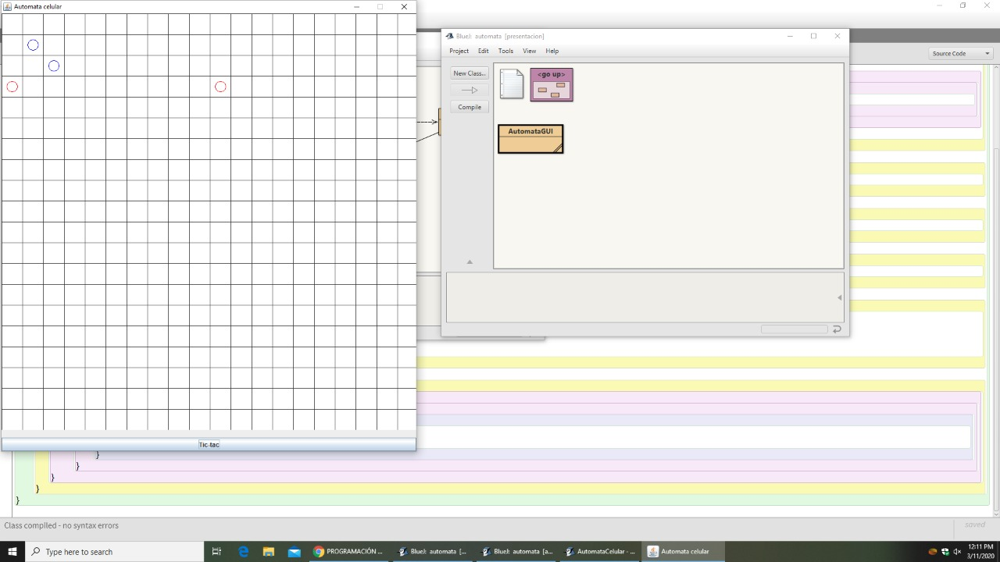 Automata celular
Tic-tac
BlueJ: automata [presentacion]
Project Edit Tools View Help
New Class...
Compile
<go up>
AutomataGUI
Source Code
}
}
}
}
}
Class compiled - no syntax errors
saved
Type here to search
PROGRAMACIÓN ...
BlueJ: automata [...
BlueJ: automata [a...
AutomataCelular - ...
Automata celular
12:11 PM
3/11/2020